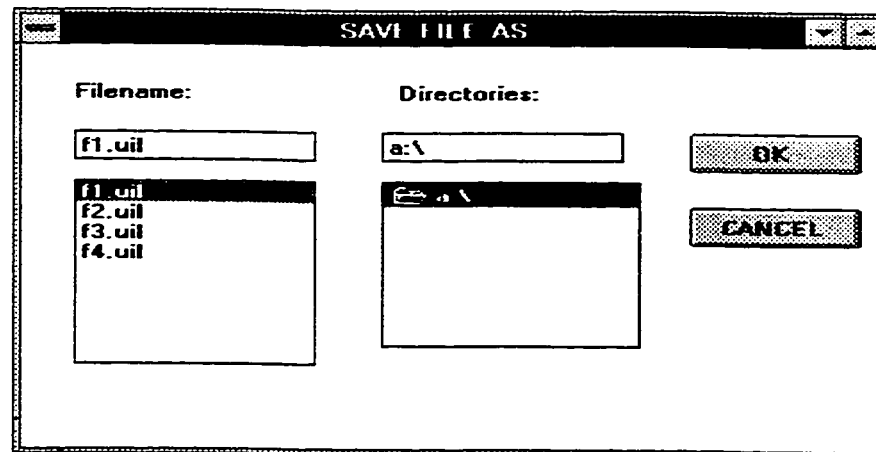 SAVE FILE AS
Filename:
Directories:
f1.uil
a:\
OK
f1.uil
f2.uil
f3.uil
f4.uil
a \
CANCEL